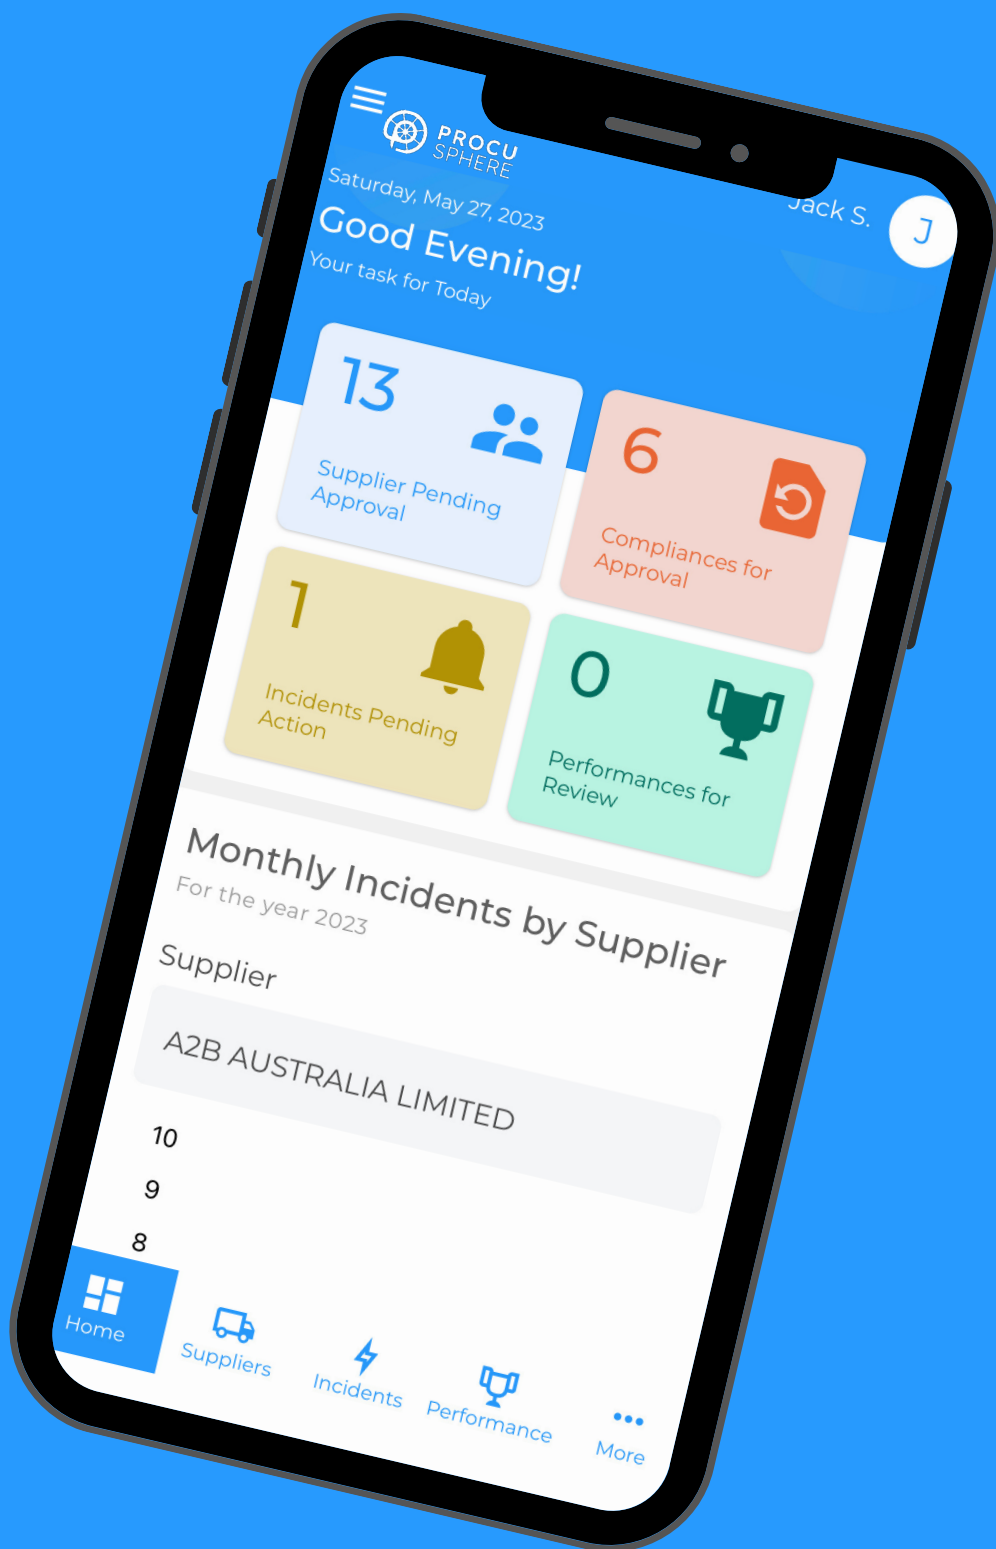 PROCU
SPHERE
Saturday, May 27, 2023
Jack S.
J
Good Evening!
Your task for Today
13
Supplier Pending
Approval
6
Compliances for
Approval
1
Incidents Pending
Action
0
Performances for
Review
Monthly Incidents by Supplier
For the year 2023
Supplier
A2B AUSTRALIA LIMITED
10
9
8
Home
Suppliers
Incidents
Performance
More